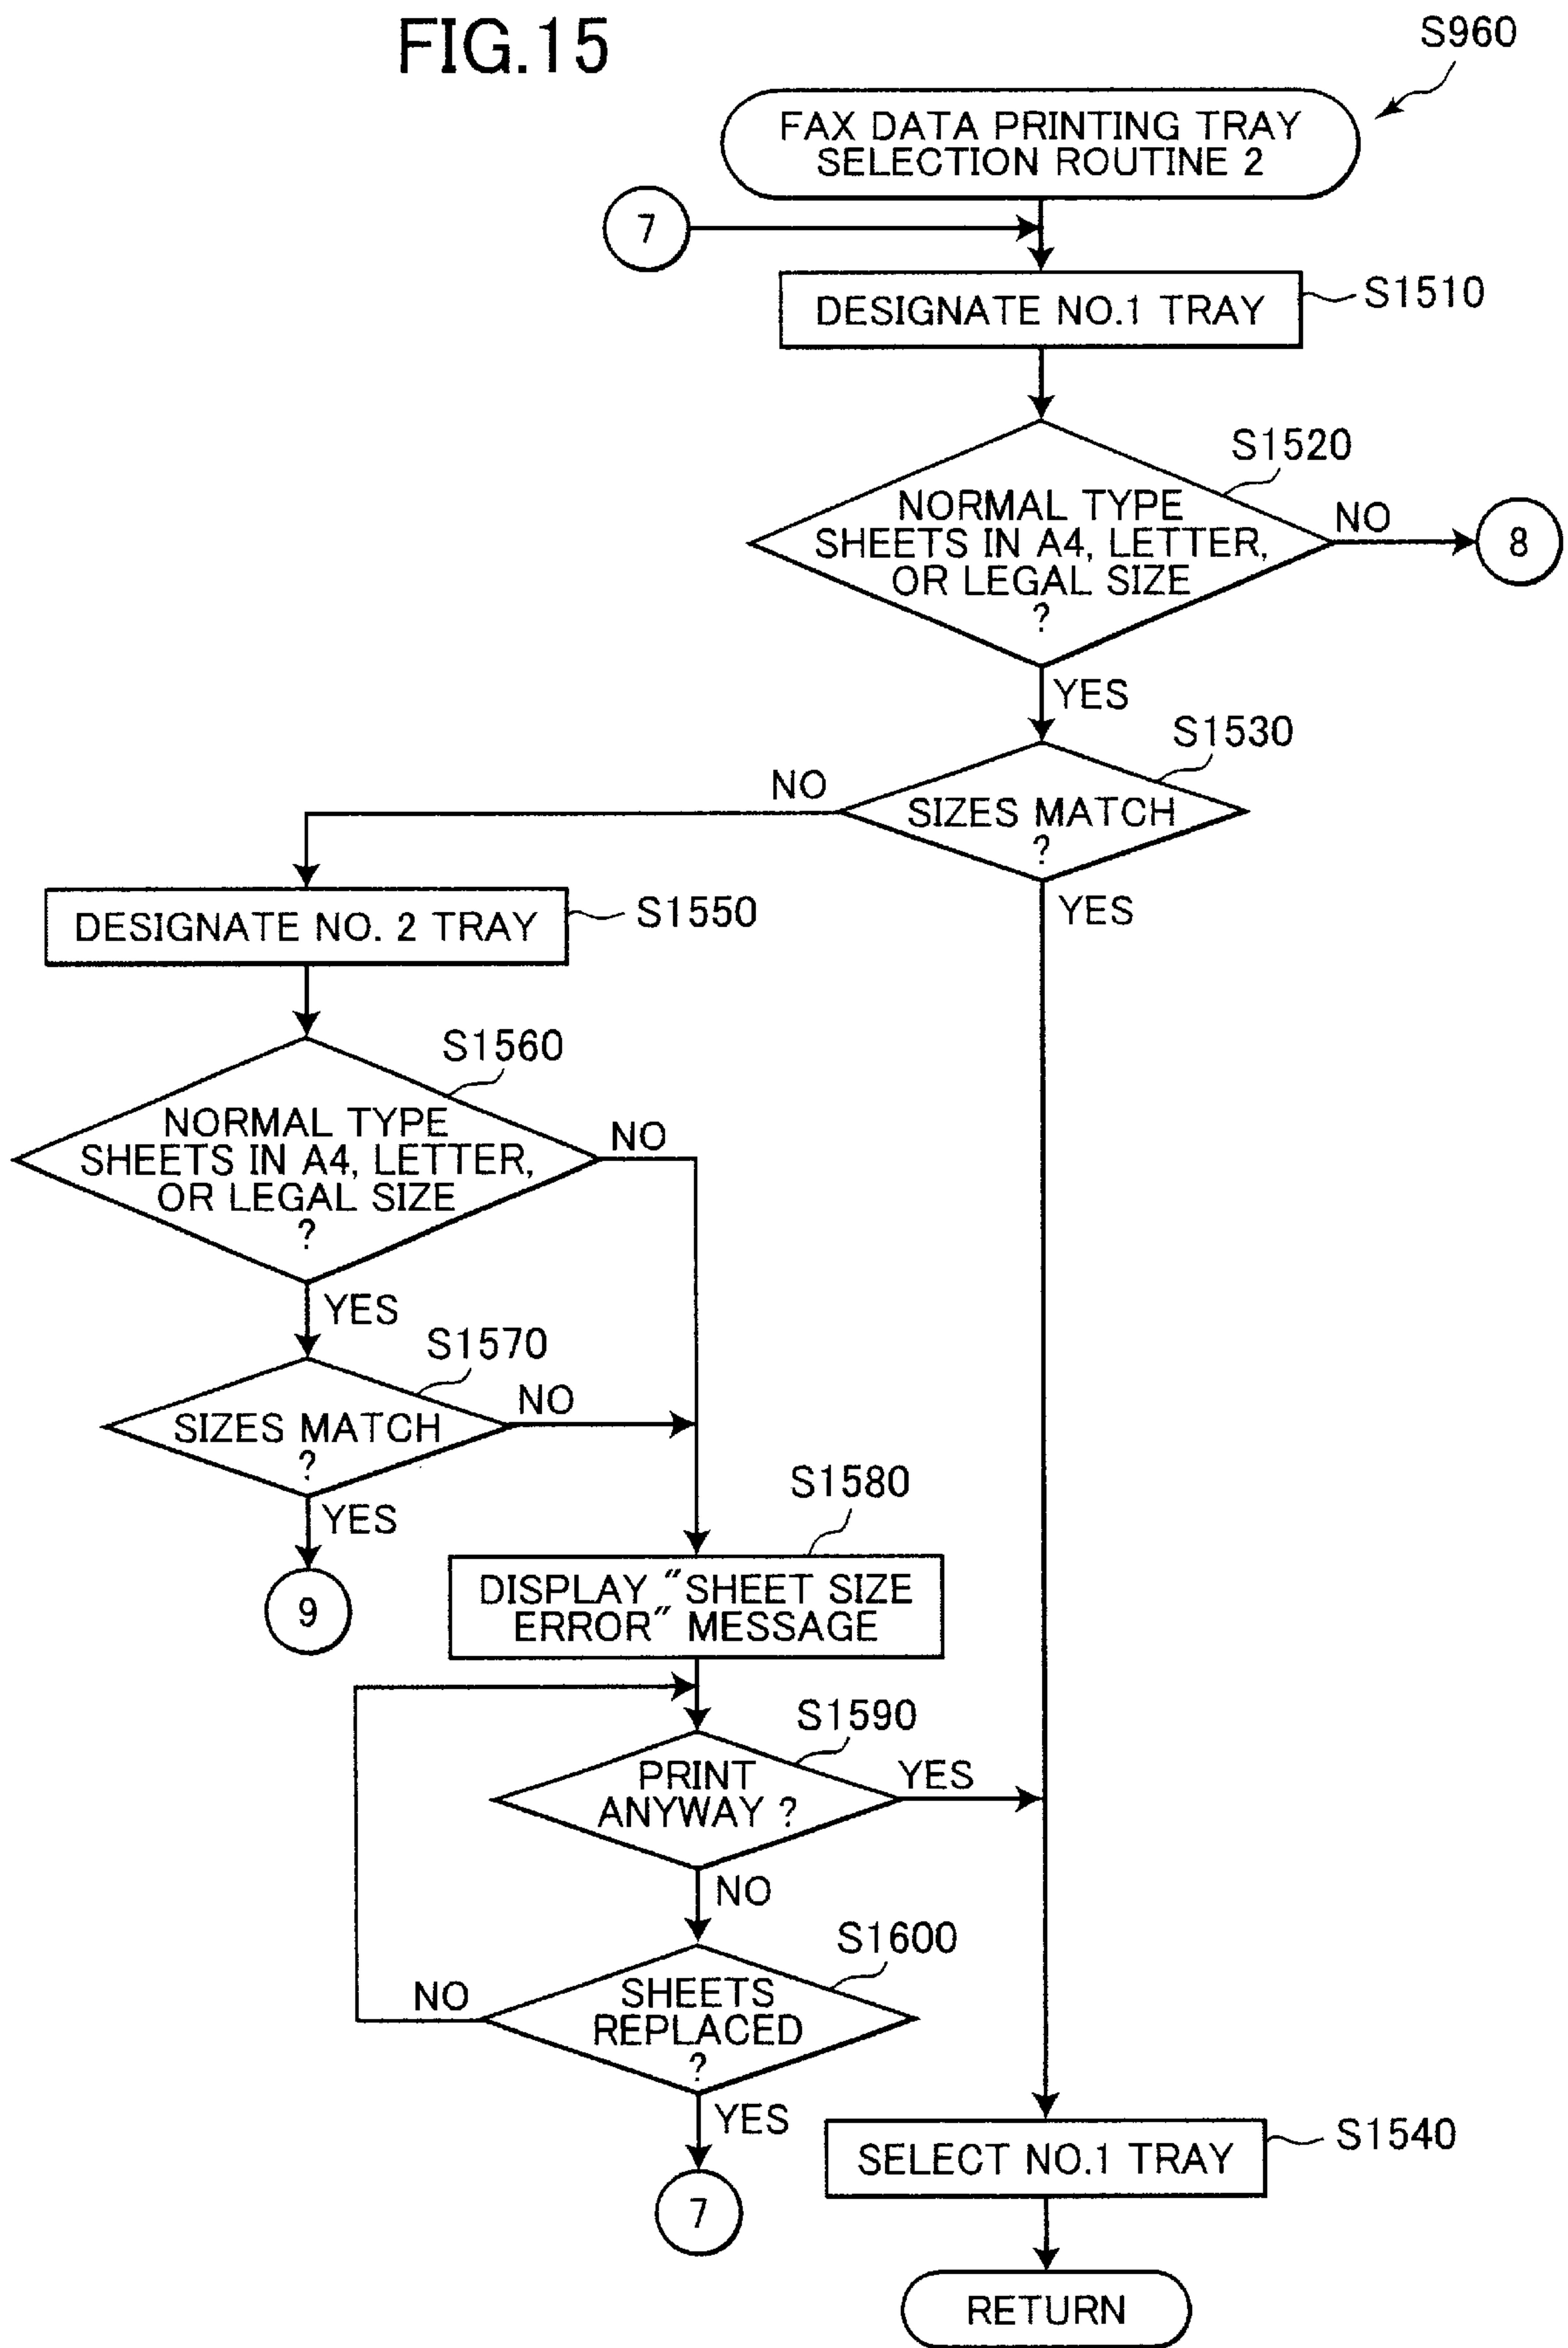 FIG.15
S960
FAX DATA PRINTING TRAY
SELECTION ROUTINE 2
7
DESIGNATE NO.1 TRAY
S1510
S1520
NORMAL TYPE
SHEETS IN A4, LETTER,
OR LEGAL SIZE
?
NO
8
YES
S1530
NO
SIZES MATCH
?
YES
DESIGNATE NO. 2 TRAY
S1550
S1560
NORMAL TYPE
SHEETS IN A4, LETTER,
OR LEGAL SIZE
?
NO
YES
S1570
SIZES MATCH
?
NO
YES
9
S1580
DISPLAY "SHEET SIZE
ERROR" MESSAGE
S1590
PRINT
ANYWAY ?
YES
NO
S1600
SHEETS
REPLACED
?
NO
YES
7
SELECT NO.1 TRAY
S1540
RETURN